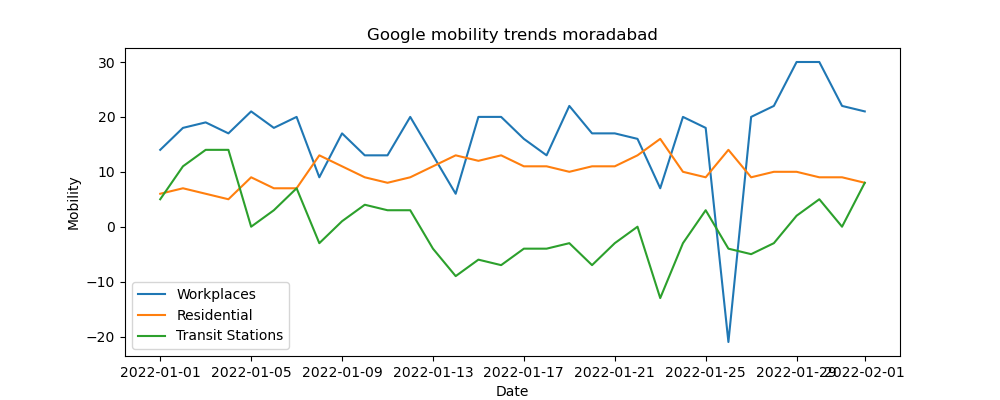 Google mobility trends moradabad
Mobility
30
20
10
0
−10
−20
Workplaces
Residential
Transit Stations
2022-01-01 2022-01-05 2022-01-09 2022-01-13 2022-01-17 2022-01-21 2022-01-25 2022-01-29 2022-02-01
Date